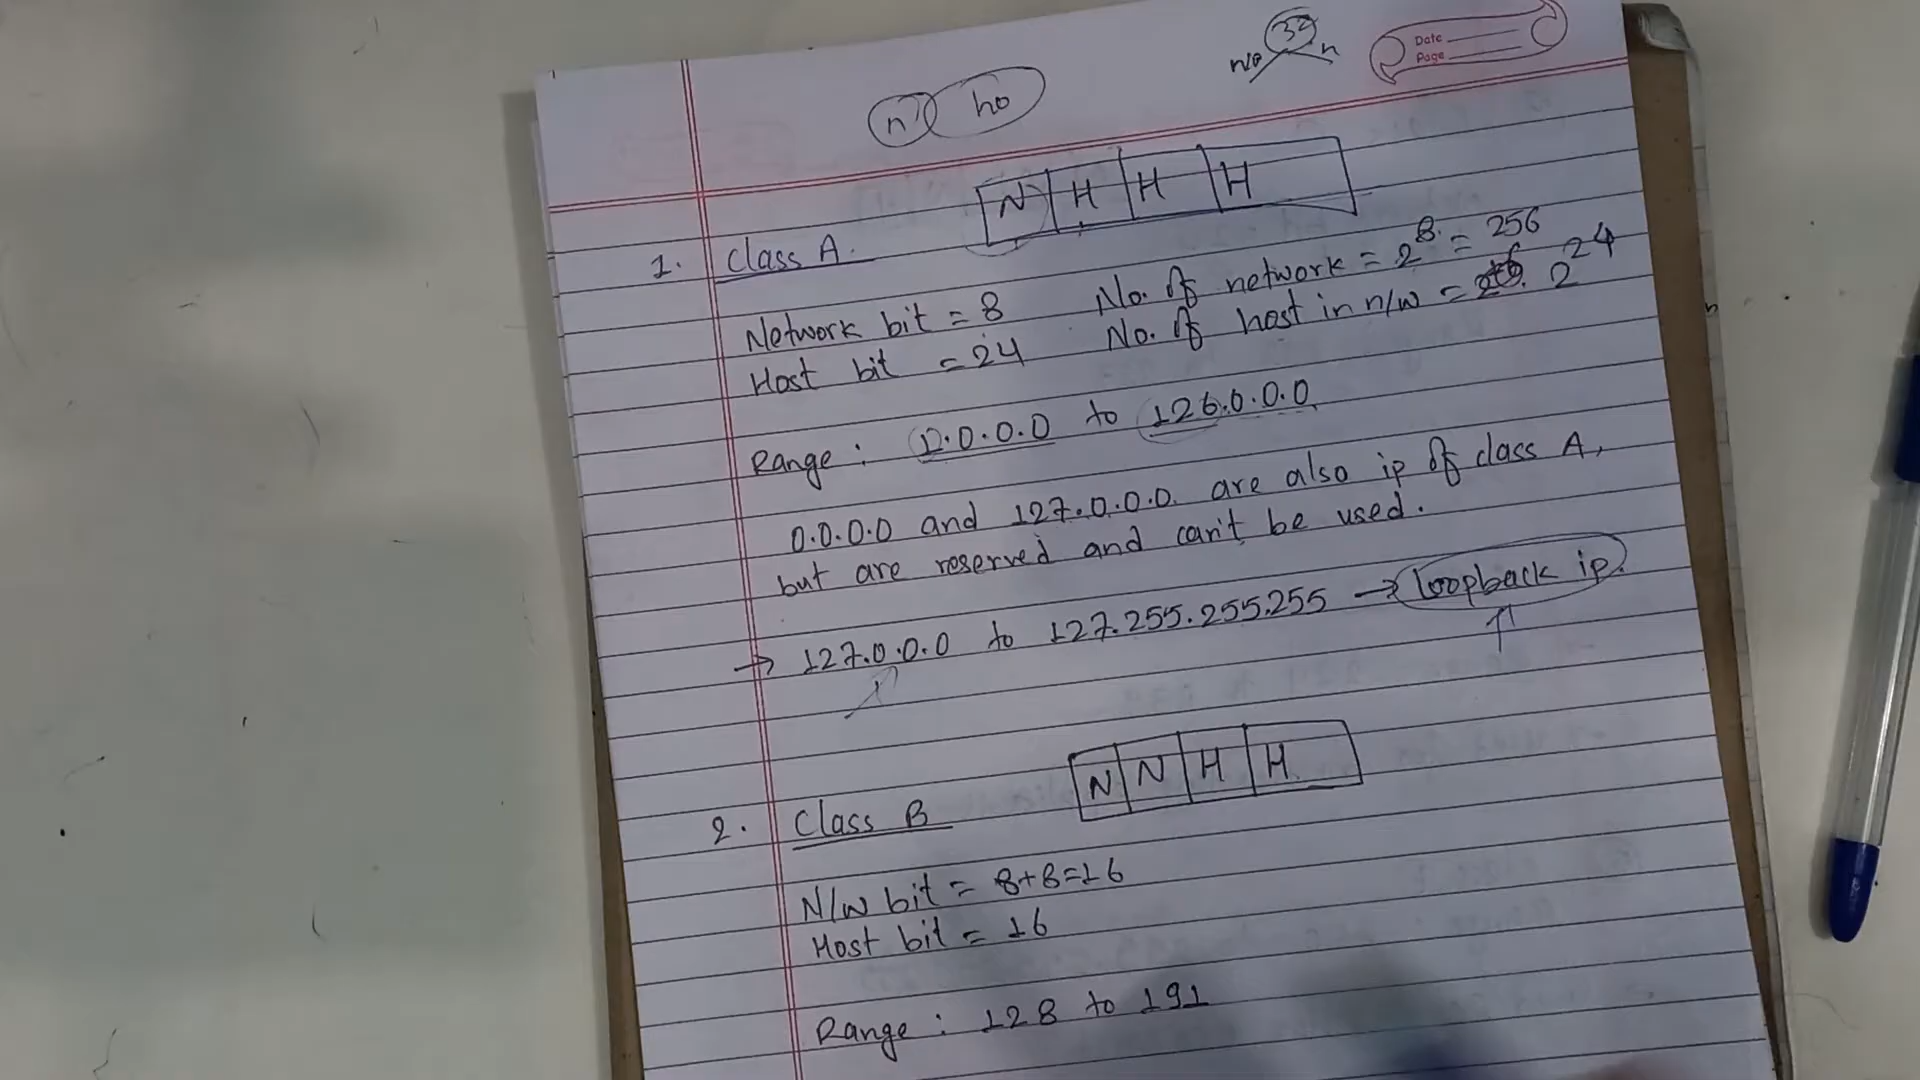 32
n/w n
Date
Page
n ho
N H H H
1. Class A.
Network bit = 8 No. of network = 2^8 = 256
Host bit = 24 No. of host in n/w = 2^24
Range : 1.0.0.0 to 126.0.0.0
0.0.0.0 and 127.0.0.0. are also ip of class A,
but are reserved and can't be used.
→ 127.0.0.0 to 127.255.255.255 → loopback ip.
N N H H
2. Class B
N/W bit = 8+8=16
Host bit = 16
Range : 128 to 191